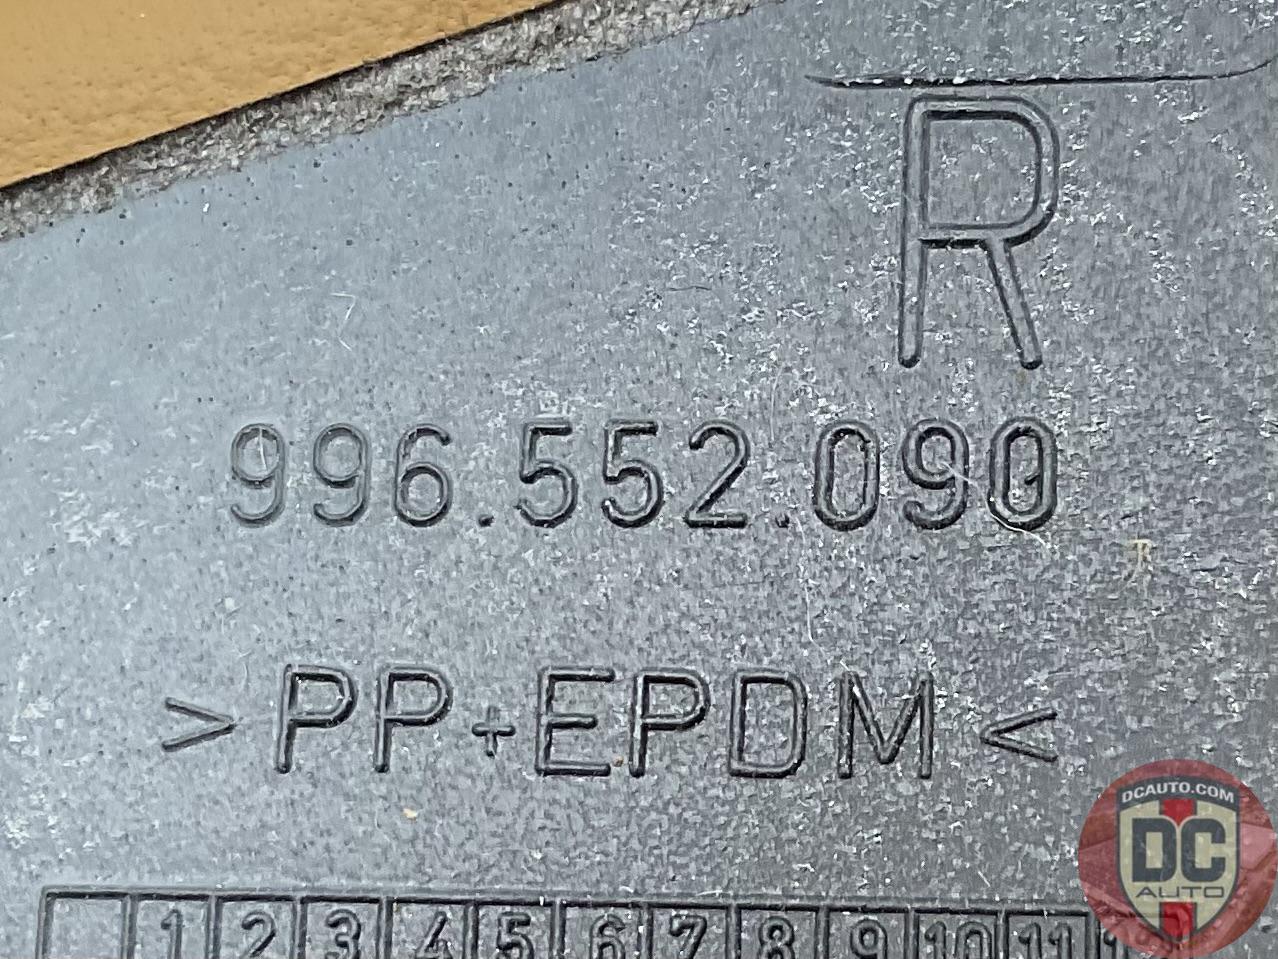 R
996.552.090
>PP+EPDM<
1 2 3 4 5 6 7 8 9 10 11
DCAUTO.COM
DC
AUTO